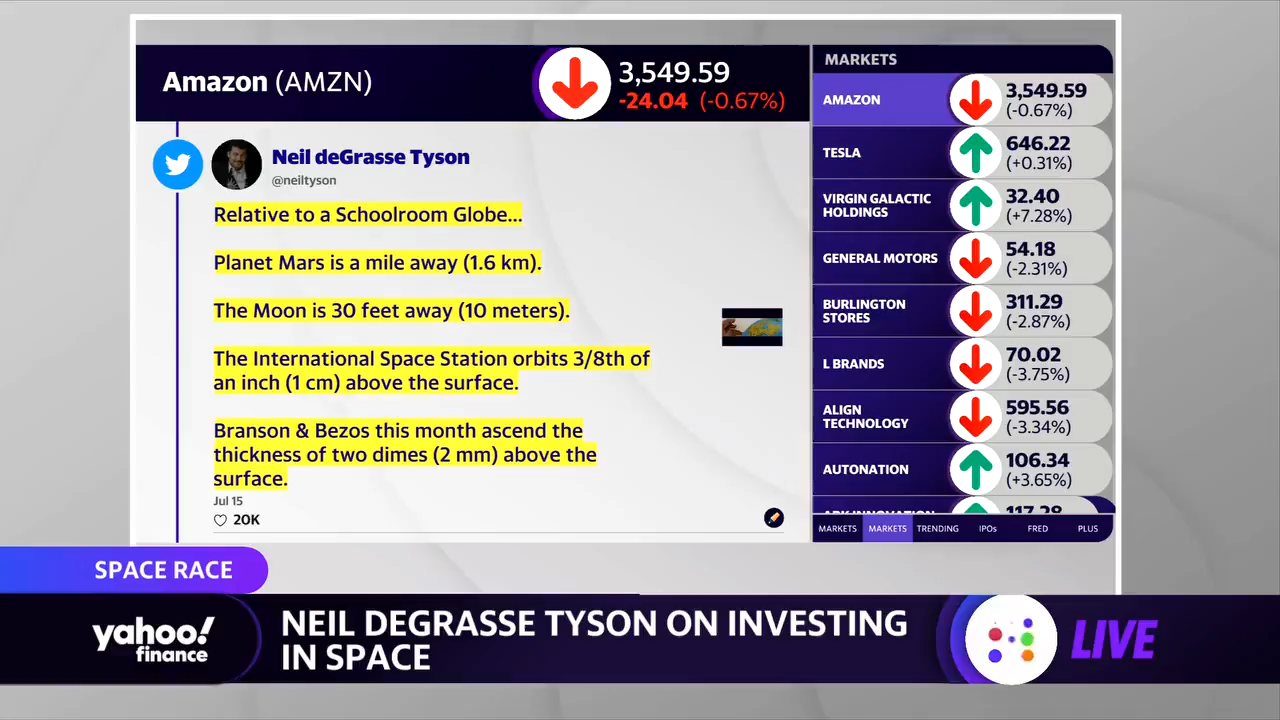 Amazon (AMZN)
3,549.59
-24.04 (-0.67%)
Neil deGrasse Tyson
@neiltyson
Relative to a Schoolroom Globe...
Planet Mars is a mile away (1.6 km).
The Moon is 30 feet away (10 meters).
The International Space Station orbits 3/8th of
an inch (1 cm) above the surface.
Branson & Bezos this month ascend the
thickness of two dimes (2 mm) above the
surface.
Jul 15
20K
MARKETS
AMAZON
3,549.59
(-0.67%)
TESLA
646.22
(+0.31%)
VIRGIN GALACTIC
HOLDINGS
32.40
(+7.28%)
GENERAL MOTORS
54.18
(-2.31%)
BURLINGTON
STORES
311.29
(-2.87%)
L BRANDS
70.02
(-3.75%)
ALIGN
TECHNOLOGY
595.56
(-3.34%)
AUTONATION
106.34
(+3.65%)
MARKETS MARKETS TRENDING IPOs FRED PLUS
SPACE RACE
yahoo!
finance
NEIL DEGRASSE TYSON ON INVESTING
IN SPACE
LIVE